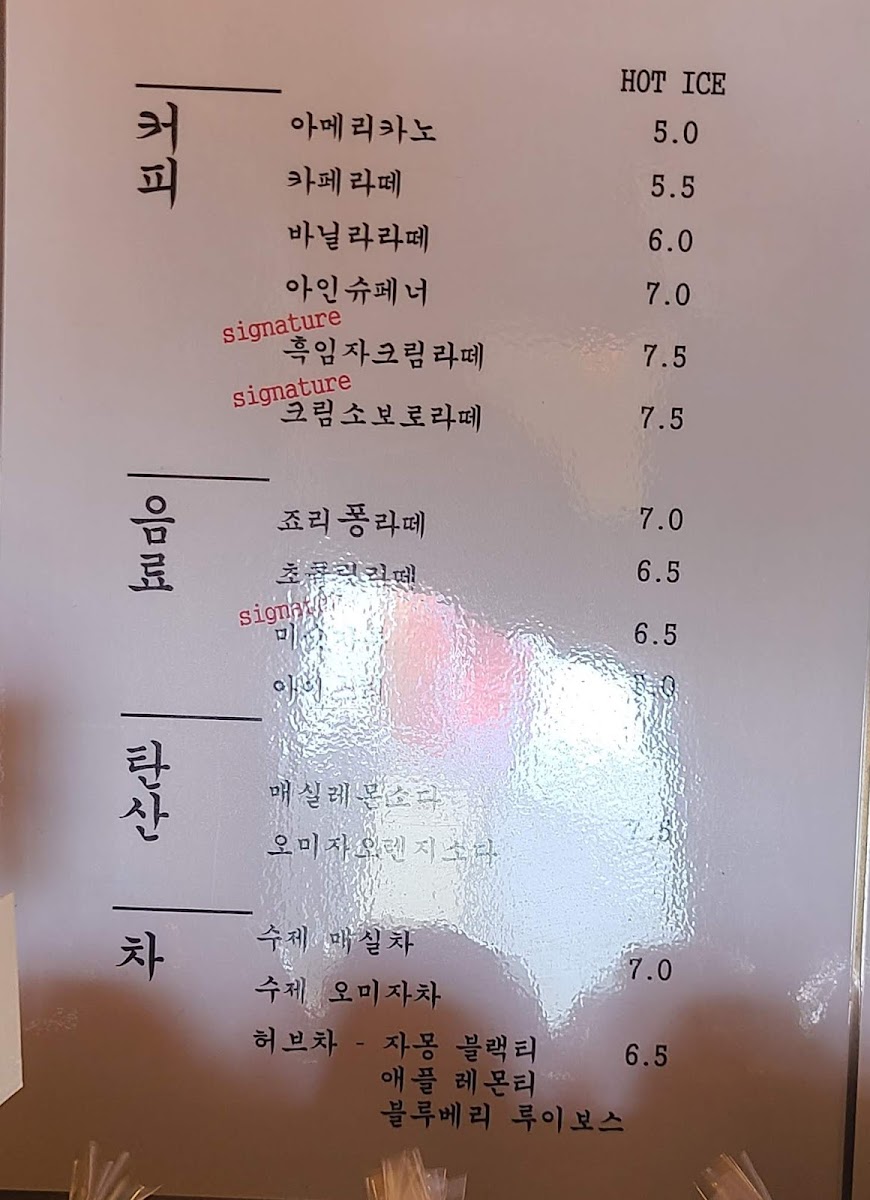 HOT ICE
커피
아메리카노 5.0
카페라떼 5.5
바닐라라떼 6.0
아인슈페너 7.0
signature
흑임자크림라떼 7.5
signature
크림소보로라떼 7.5
음료
죠리퐁라떼 7.0
초콜릿라떼 6.5
signature
6.5
탄산
매실레몬소다
오미자오렌지소다
차
수제 매실차
7.0
수제 오미자차
허브차 - 자몽 블랙티 6.5
애플 레몬티
블루베리 루이보스